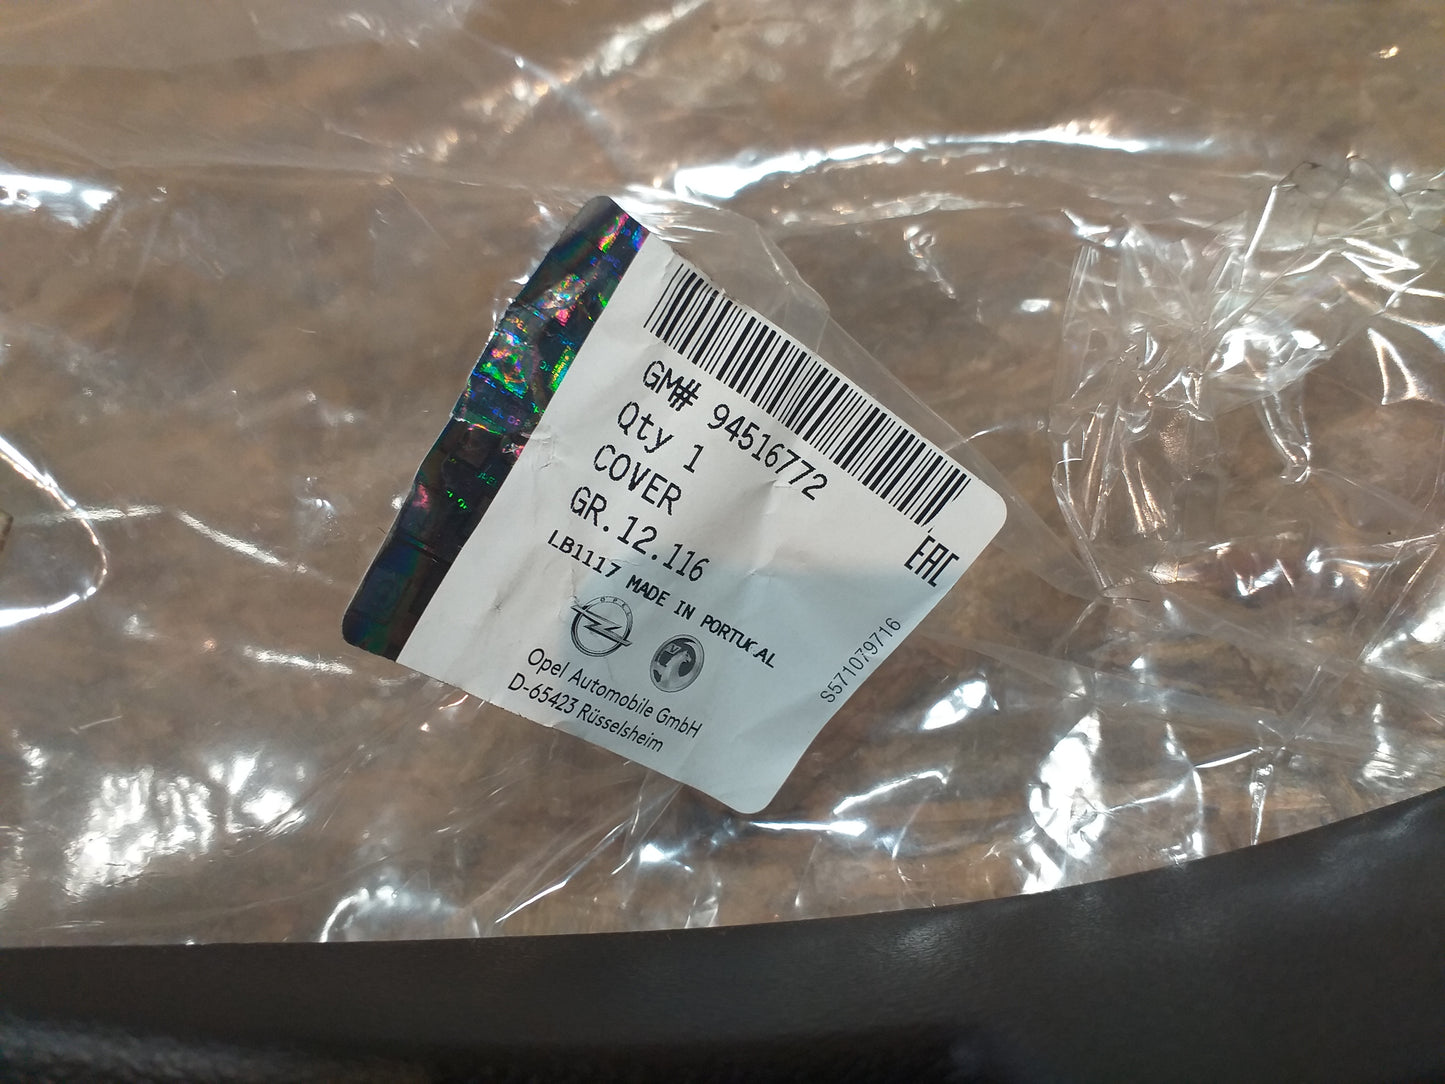 GM# 94516772
Qty 1
COVER
GR.12.116
LB1117 MADE IN PORTUGAL
EAC
OPEL
Opel Automobile GmbH
D-65423 Rüsselsheim
S571079716